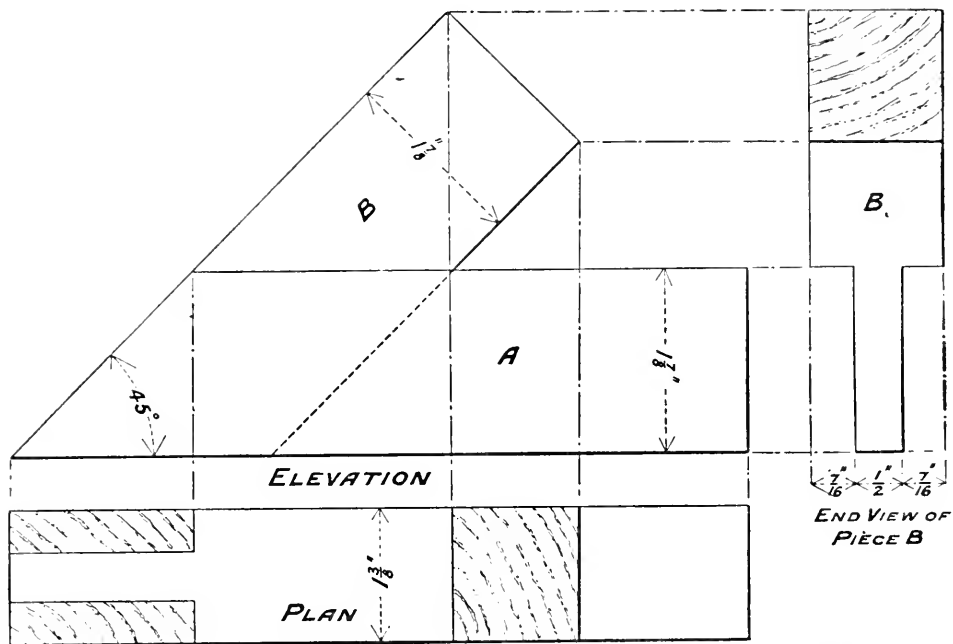 1 7/8"
B
B.
A
1 7/8"
45°
ELEVATION
7/16" 1/2" 7/16"
END VIEW OF
PIECE B
1 3/8"
PLAN